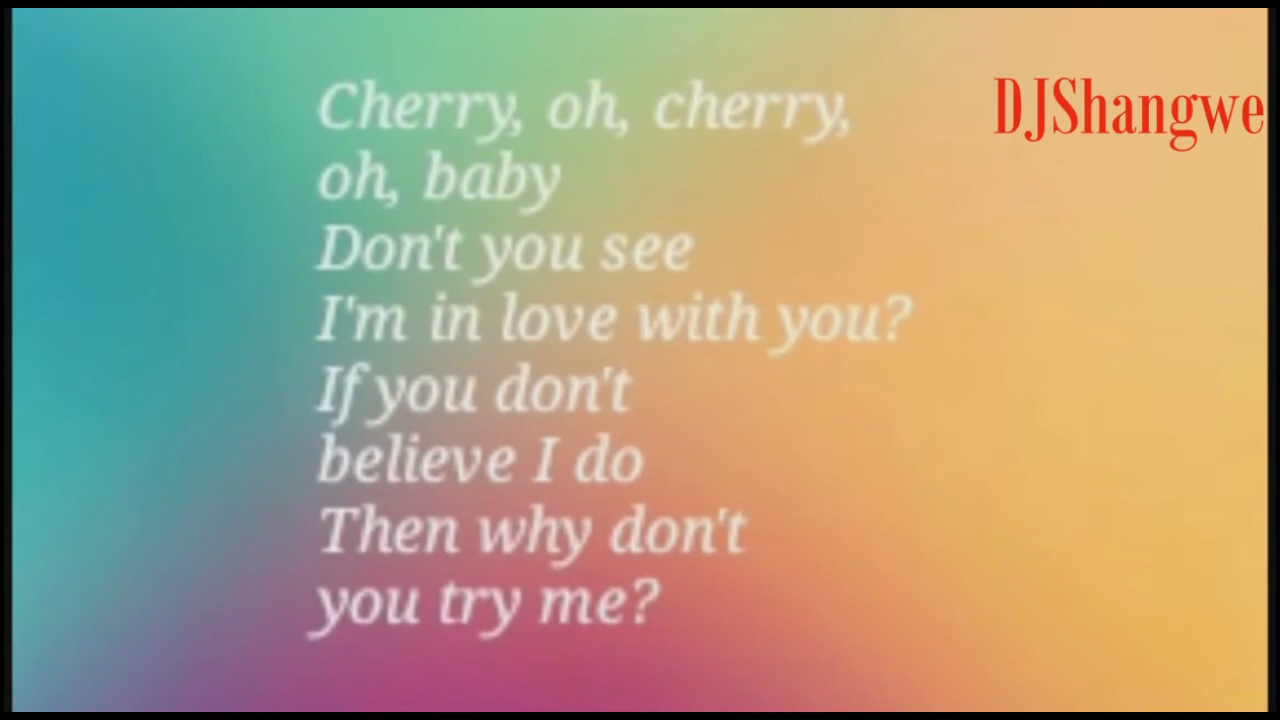 Cherry, oh, cherry,
oh, baby
Don't you see
I'm in love with you?
If you don't
believe I do
Then why don't
you try me?
DJShangwe